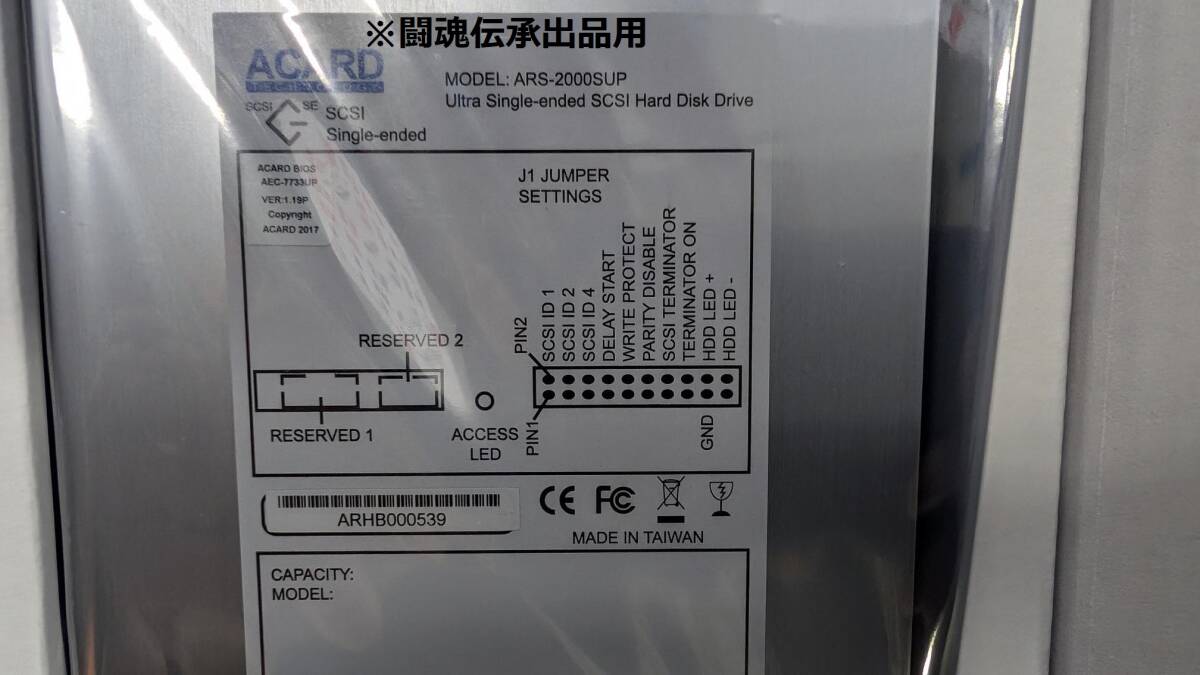 ※闘魂伝承出品用
ACARD
TECHNOLOGY
MODEL: ARS-2000SUP
Ultra Single-ended SCSI Hard Disk Drive
SCSI SE
SCSI
Single-ended
ACARD BIOS
AEC-7733UP
VER:1.19P
Copyright
ACARD 2017
J1 JUMPER
SETTINGS
PIN2
SCSI ID 1
SCSI ID 2
SCSI ID 4
DELAY START
WRITE PROTECT
PARITY DISABLE
SCSI TERMINATOR
TERMINATOR ON
HDD LED +
HDD LED -
RESERVED 2
RESERVED 1
ACCESS
LED
PIN1
GND
ARHB000539
CE FC
MADE IN TAIWAN
CAPACITY:
MODEL: